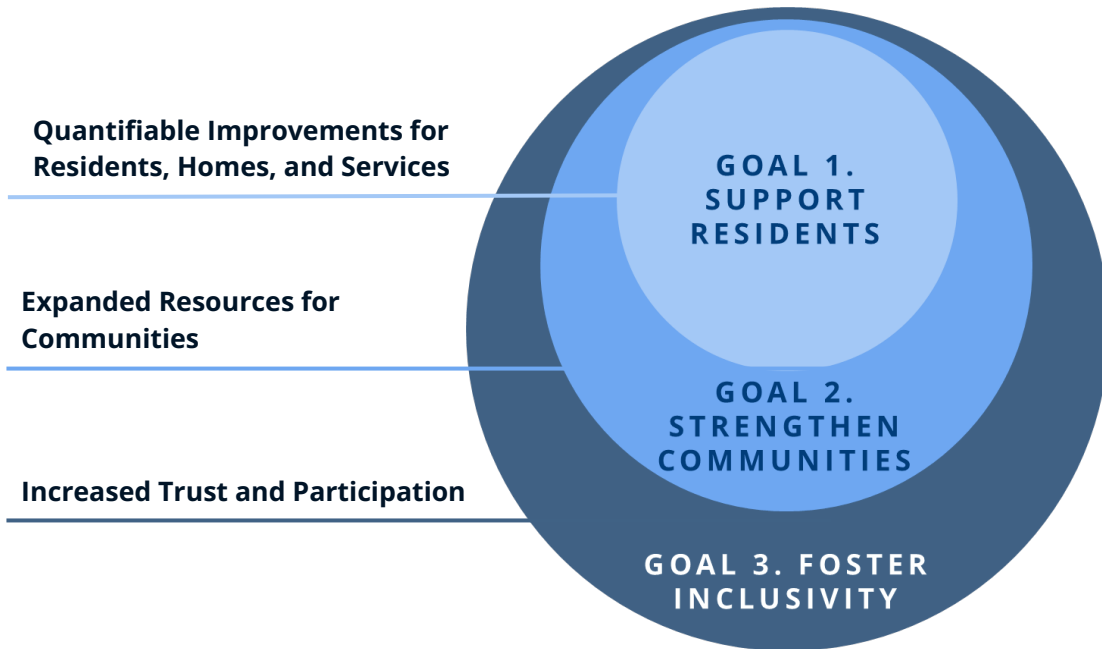 Quantifiable Improvements for
Residents, Homes, and Services
GOAL 1.
SUPPORT
RESIDENTS
Expanded Resources for
Communities
GOAL 2.
STRENGTHEN
COMMUNITIES
Increased Trust and Participation
GOAL 3. FOSTER
INCLUSIVITY